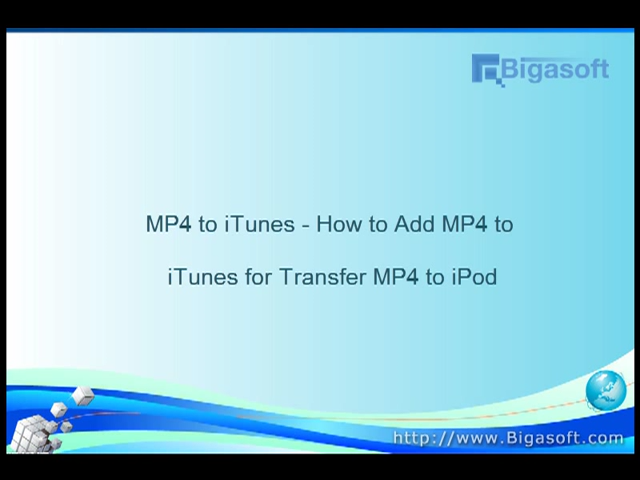 Bigasoft
MP4 to iTunes - How to Add MP4 to
iTunes for Transfer MP4 to iPod
http://www.Bigasoft.com